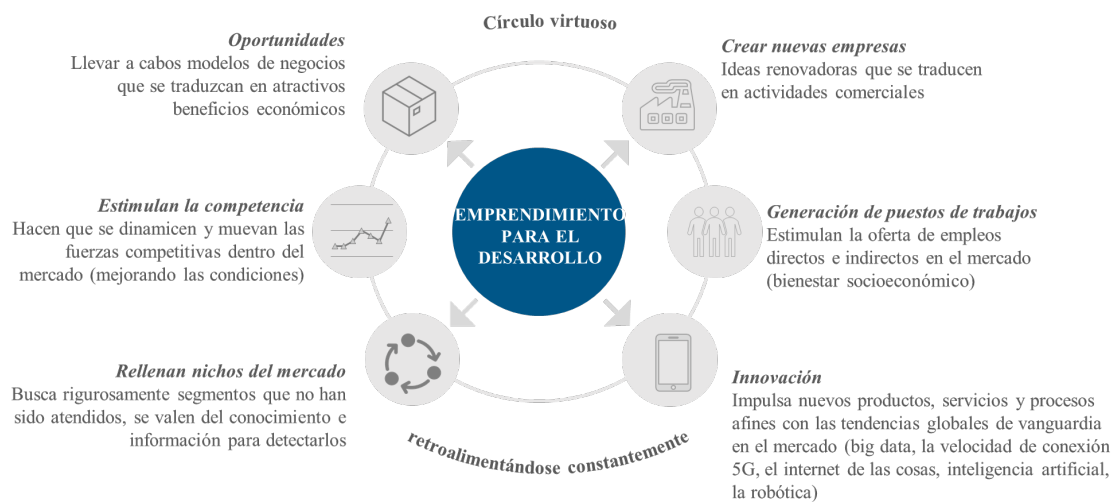 Círculo virtuoso
Oportunidades
Llevar a cabos modelos de negocios
que se traduzcan en atractivos
beneficios económicos
Crear nuevas empresas
Ideas renovadoras que se traducen
en actividades comerciales
Estimulan la competencia
Hacen que se dinamicen y muevan las
fuerzas competitivas dentro del
mercado (mejorando las condiciones)
EMPRENDIMIENTO
PARA EL
DESARROLLO
Generación de puestos de trabajos
Estimulan la oferta de empleos
directos e indirectos en el mercado
(bienestar socioeconómico)
Rellenan nichos del mercado
Busca rigurosamente segmentos que no han
sido atendidos, se valen del conocimiento e
información para detectarlos
Innovación
Impulsa nuevos productos, servicios y procesos
afines con las tendencias globales de vanguardia
en el mercado (big data, la velocidad de conexión
5G, el internet de las cosas, inteligencia artificial,
la robótica)
retroalimentándose constantemente